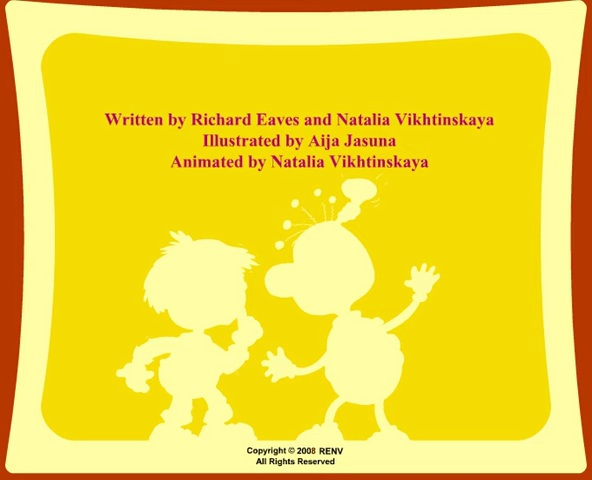 Written by Richard Eaves and Natalia Vikhtinskaya
Illustrated by Aija Jasuna
Animated by Natalia Vikhtinskaya
Copyright © 2008 RENV
All Rights Reserved